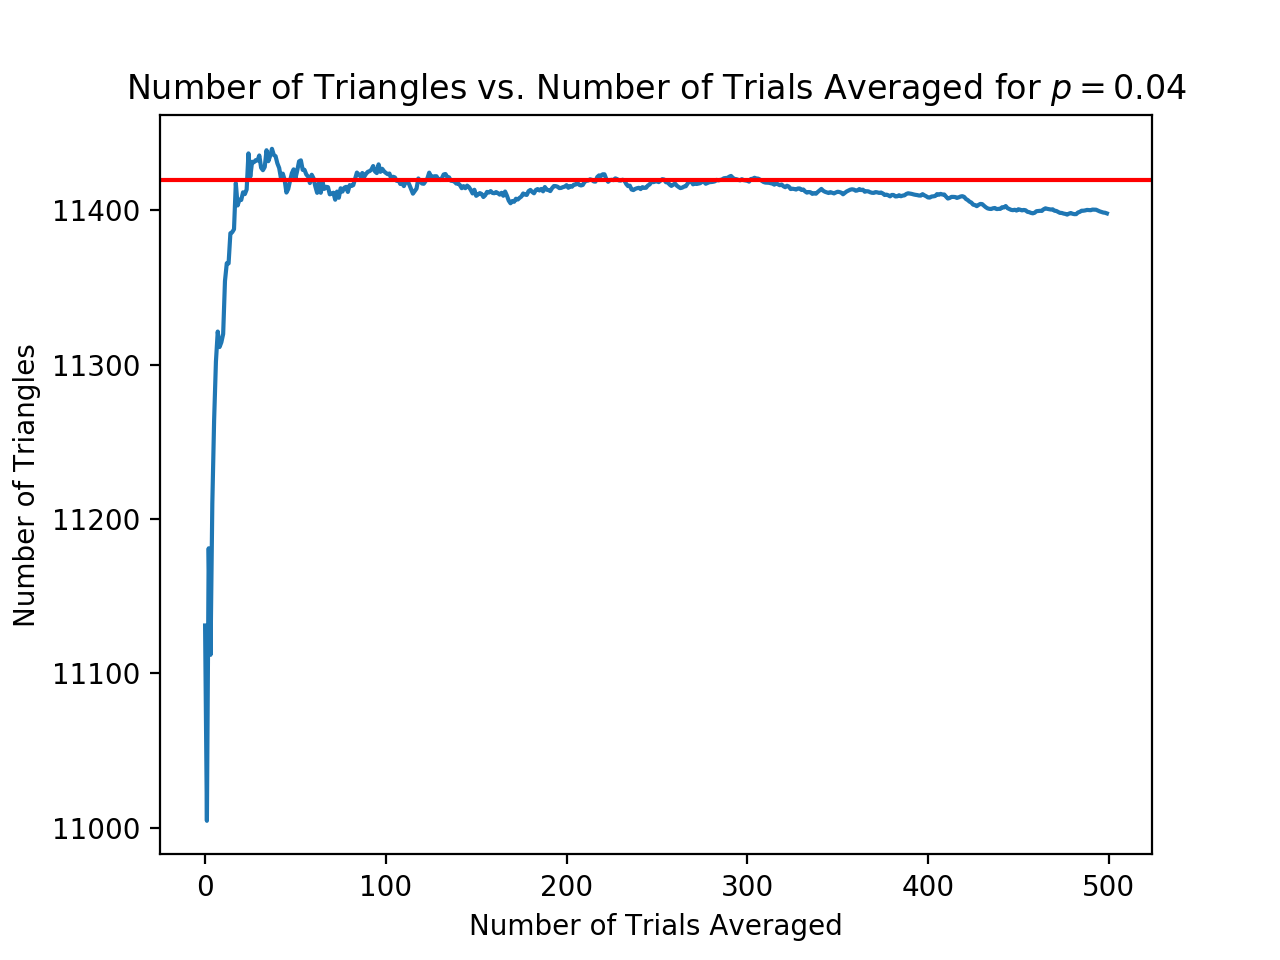 Number of Triangles vs. Number of Trials Averaged for p = 0.04
Number of Triangles
11400
11300
11200
11100
11000
0 100 200 300 400 500
Number of Trials Averaged